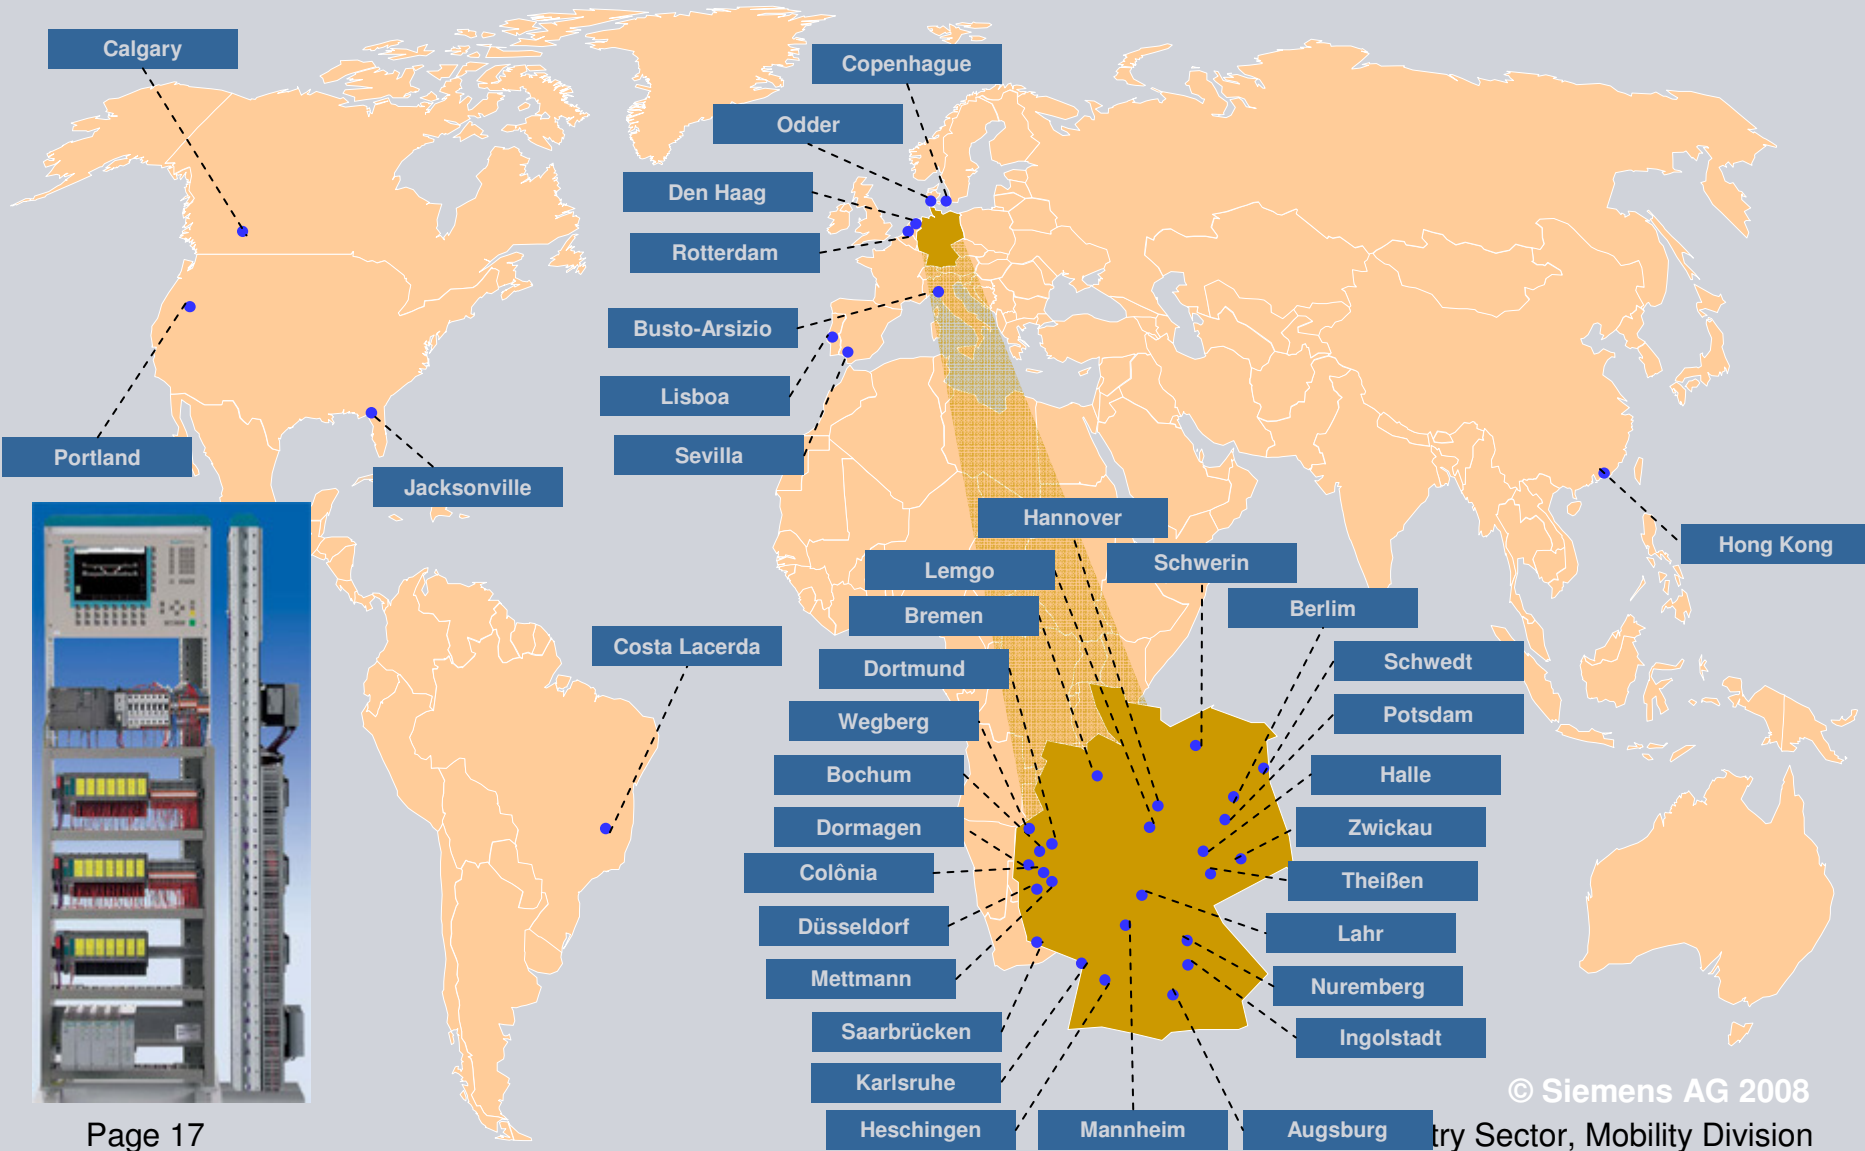 Calgary
Copenhague
Odder
Den Haag
Rotterdam
Busto-Arsizio
Lisboa
Sevilla
Portland
Jacksonville
Hannover
Hong Kong
Lemgo
Schwerin
Bremen
Berlim
Costa Lacerda
Dortmund
Schwedt
Wegberg
Potsdam
Bochum
Halle
Dormagen
Zwickau
Colônia
Theißen
Düsseldorf
Lahr
Mettmann
Nuremberg
Saarbrücken
Ingolstadt
Karlsruhe
© Siemens AG 2008
Heschingen
Mannheim
Augsburg
Page 17
try Sector, Mobility Division